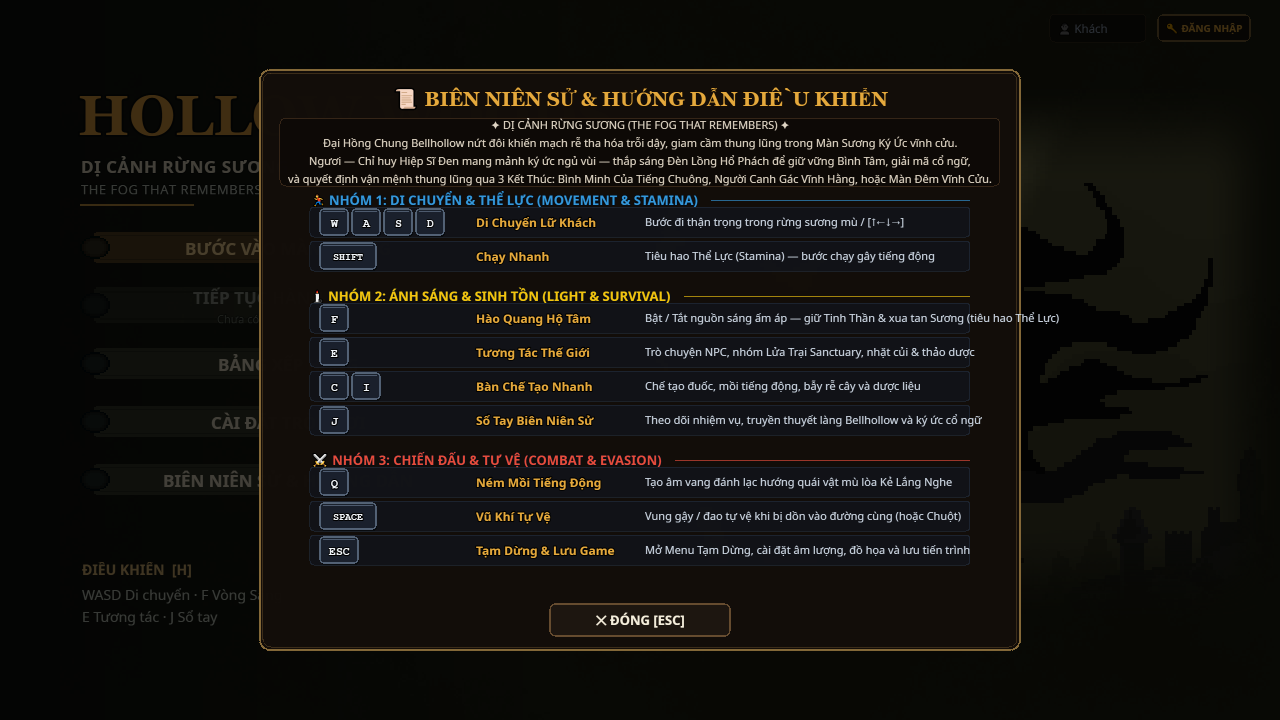 Khách
ĐĂNG NHẬP
HOLL
DỊ CẢNH RỪNG SƯƠ
THE FOG THAT REMEMBERS
BƯỚC VÀ
TIẾP TỤ
Chưa có
BẢNG
CÀI Đ
BIÊN NIÊN S
ĐIỀU KHIỂN [H]
WASD Di chuyển · F Vòng S
E Tương tác · J Sổ tay
BIÊN NIÊN SỬ & HƯỚNG DẪN ĐIỀU KHIỂN
✦ DỊ CẢNH RỪNG SƯƠNG (THE FOG THAT REMEMBERS) ✦
Đại Hồng Chung Bellhollow nứt đôi khiến mạch rễ tha hóa trỗi dậy, giam cầm thung lũng trong Màn Sương Ký Ức vĩnh cửu.
Ngươi — Chỉ huy Hiệp Sĩ Đen mang mảnh ký ức ngủ vùi — thắp sáng Đèn Lồng Hổ Phách để giữ vững Bình Tâm, giải mã cổ ngữ,
và quyết định vận mệnh thung lũng qua 3 Kết Thúc: Bình Minh Của Tiếng Chuông, Người Canh Gác Vĩnh Hằng, hoặc Màn Đêm Vĩnh Cửu.
NHÓM 1: DI CHUYỂN & THỂ LỰC (MOVEMENT & STAMINA)
W A S D Di Chuyển Lữ Khách Bước đi thận trọng trong rừng sương mù / [↑←↓→]
SHIFT Chạy Nhanh Tiêu hao Thể Lực (Stamina) — bước chạy gây tiếng động
NHÓM 2: ÁNH SÁNG & SINH TỒN (LIGHT & SURVIVAL)
F Hào Quang Hộ Tâm Bật / Tắt nguồn sáng ấm áp — giữ Tinh Thần & xua tan Sương (tiêu hao Thể Lực)
E Tương Tác Thế Giới Trò chuyện NPC, nhóm Lửa Trại Sanctuary, nhặt củi & thảo dược
C I Bàn Chế Tạo Nhanh Chế tạo đuốc, mồi tiếng động, bẫy rễ cây và dược liệu
J Sổ Tay Biên Niên Sử Theo dõi nhiệm vụ, truyền thuyết làng Bellhollow và ký ức cổ ngữ
NHÓM 3: CHIẾN ĐẤU & TỰ VỆ (COMBAT & EVASION)
Q Ném Mồi Tiếng Động Tạo âm vang đánh lạc hướng quái vật mù lòa Kẻ Lắng Nghe
SPACE Vũ Khí Tự Vệ Vung gậy / đao tự vệ khi bị dồn vào đường cùng (hoặc Chuột)
ESC Tạm Dừng & Lưu Game Mở Menu Tạm Dừng, cài đặt âm lượng, đồ họa và lưu tiến trình
✕ ĐÓNG [ESC]